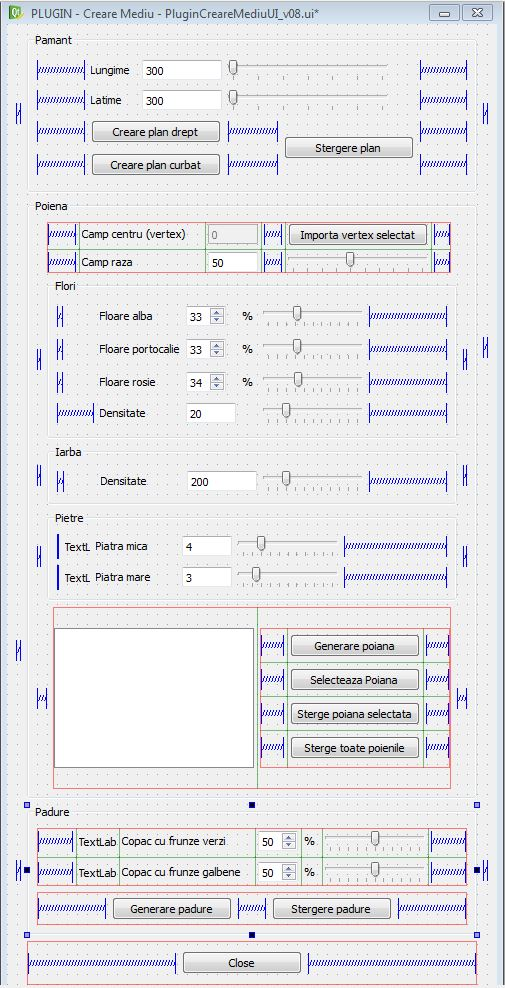 PLUGIN - Creare Mediu - PluginCreareMediuUI_v08.ui*
Pamant
Lungime 300
Latime 300
Creare plan drept
Stergere plan
Creare plan curbat
Poiena
Camp centru (vertex) 0 Importa vertex selectat
Camp raza 50
Flori
Floare alba 33 %
Floare portocalie 33 %
Floare rosie 34 %
Densitate 20
Iarba
Densitate 200
Pietre
TextL Piatra mica 4
TextL Piatra mare 3
Generare poiana
Selecteaza Poiana
Sterge poiana selectata
Sterge toate poienile
Padure
TextLab Copac cu frunze verzi 50 %
TextLab Copac cu frunze galbene 50 %
Generare padure Stergere padure
Close